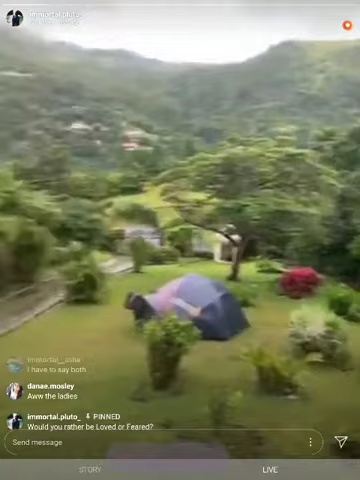 immortal.pluto_
immortal__asha
I have to say both
danae.mosley
Aww the ladies
immortal.pluto_ PINNED
Would you rather be Loved or Feared?
Send message
STORY
LIVE